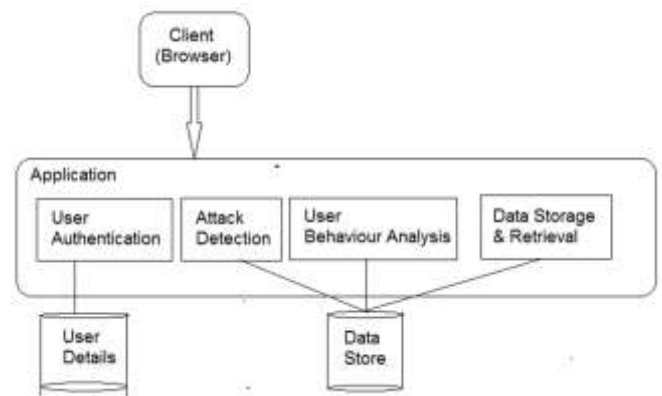 Client
(Browser)
Application
User
Authentication
Attack
Detection
User
Behaviour Analysis
Data Storage
& Retrieval
User
Details
Data
Store